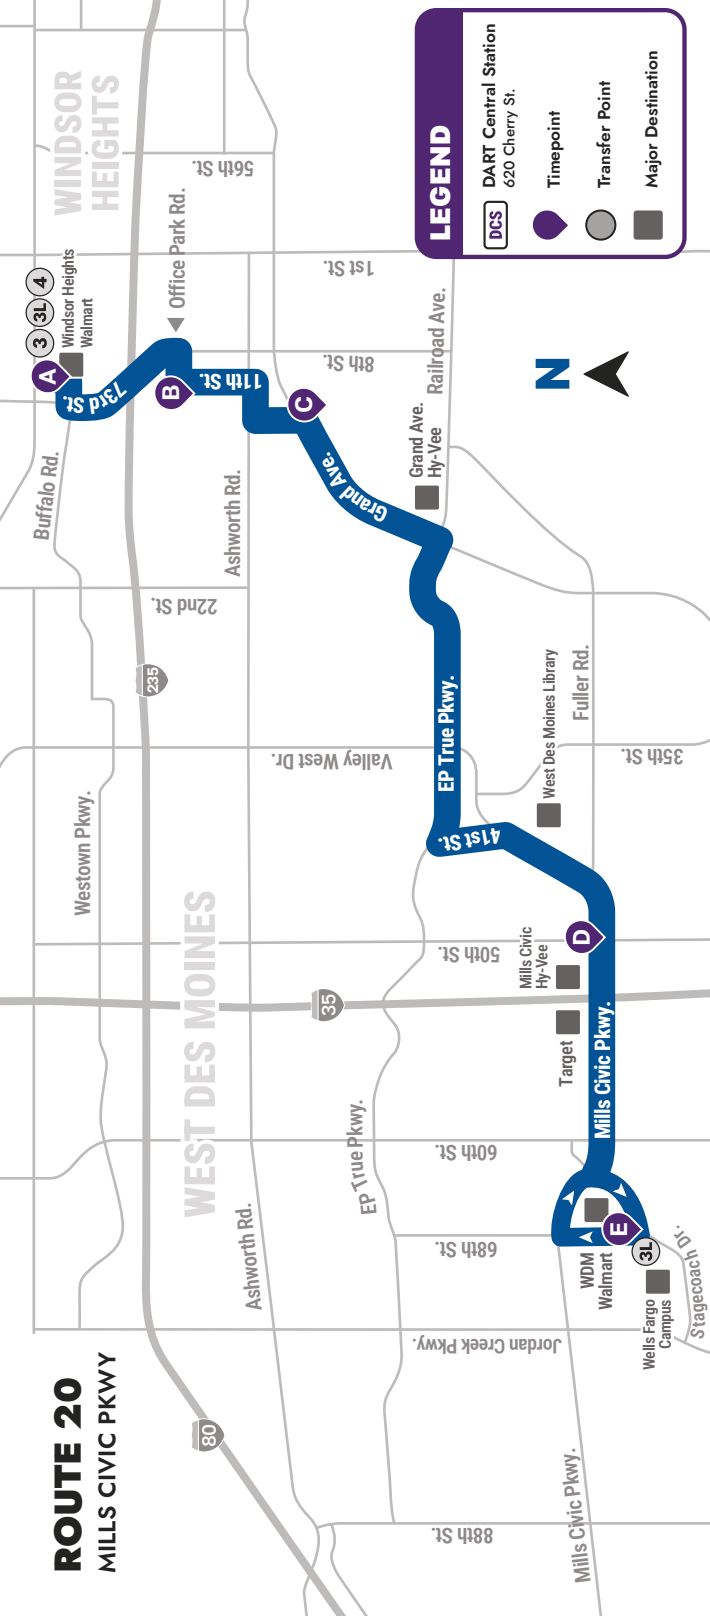 ROUTE 20
MILLS CIVIC PKWY
WINDSOR
HEIGHTS
WEST DES MOINES
LEGEND
DCS
DART Central Station
620 Cherry St.
Timepoint
Transfer Point
Major Destination
N
3
3L
4
A
Windsor Heights
Walmart
73rd St.
Buffalo Rd.
56th St.
Office Park Rd.
B
11th St.
1st St.
8th St.
C
Railroad Ave.
Grand Ave.
Hy-Vee
Grand Ave.
Ashworth Rd.
22nd St.
235
Valley West Dr.
EP True Pkwy.
Fuller Rd.
West Des Moines Library
35th St.
41st St.
Westown Pkwy.
50th St.
Mills Civic
Hy-Vee
D
35
Target
Mills Civic Pkwy.
60th St.
EP True Pkwy.
Ashworth Rd.
68th St.
WDM
Walmart
E
3L
Wells Fargo
Campus
Stagecoach Dr.
Jordan Creek Pkwy.
80
88th St.
Mills Civic Pkwy.